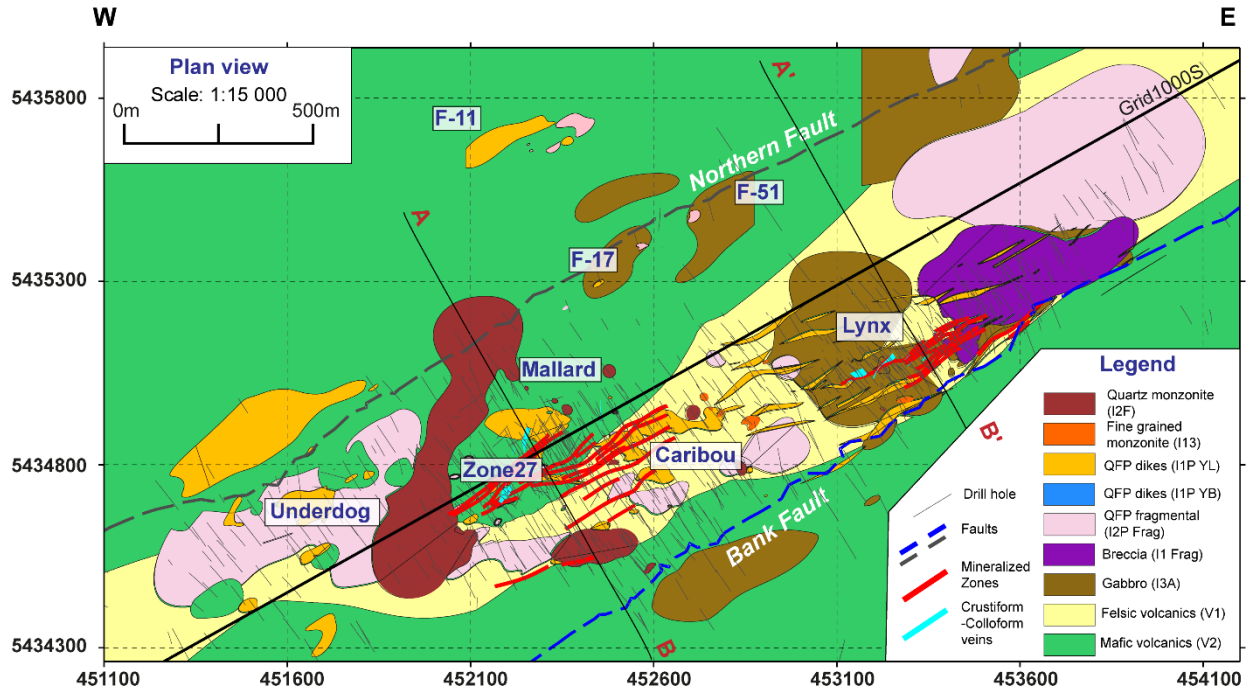 W
E
Plan view
Scale: 1:15 000
0m
500m
5435800
5435300
5434800
5434300
F-11
A'
Grid1000S
Northern Fault
F-51
A
F-17
Lynx
Mallard
Zone27
Caribou
Underdog
Bank Fault
B'
B
Legend
Quartz monzonite
(I2F)
Fine grained
monzonite (I13)
QFP dikes (I1P YL)
QFP dikes (I1P YB)
QFP fragmental
(I2P Frag)
Breccia (I1 Frag)
Gabbro (I3A)
Felsic volcanics (V1)
Mafic volcanics (V2)
Drill hole
Faults
Mineralized
Zones
Crustiform
-Colloform
veins
451100
451600
452100
452600
453100
453600
454100